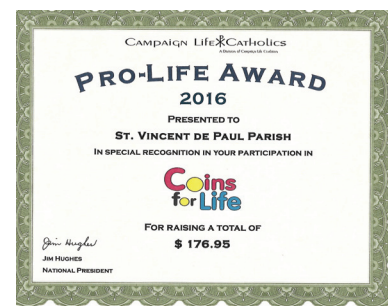 CAMPAIGN LIFE CATHOLICS
A Division of Campaign Life Coalition
PRO-LIFE AWARD
2016
PRESENTED TO
ST. VINCENT DE PAUL PARISH
IN SPECIAL RECOGNITION IN YOUR PARTICIPATION IN
Coins
for Life
FOR RAISING A TOTAL OF
$ 176.95
Jim Hughes
JIM HUGHES
NATIONAL PRESIDENT